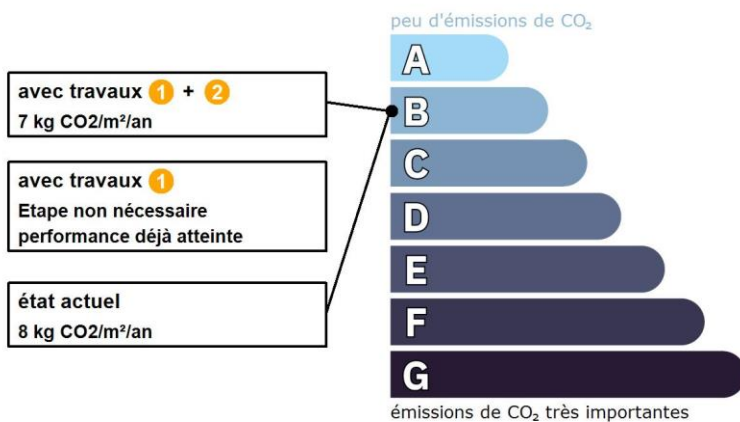 peu d'émissions de CO₂
A
avec travaux 1 + 2
7 kg CO2/m²/an
B
C
avec travaux 1
Etape non nécessaire
performance déjà atteinte
D
E
état actuel
8 kg CO2/m²/an
F
G
émissions de CO₂ très importantes